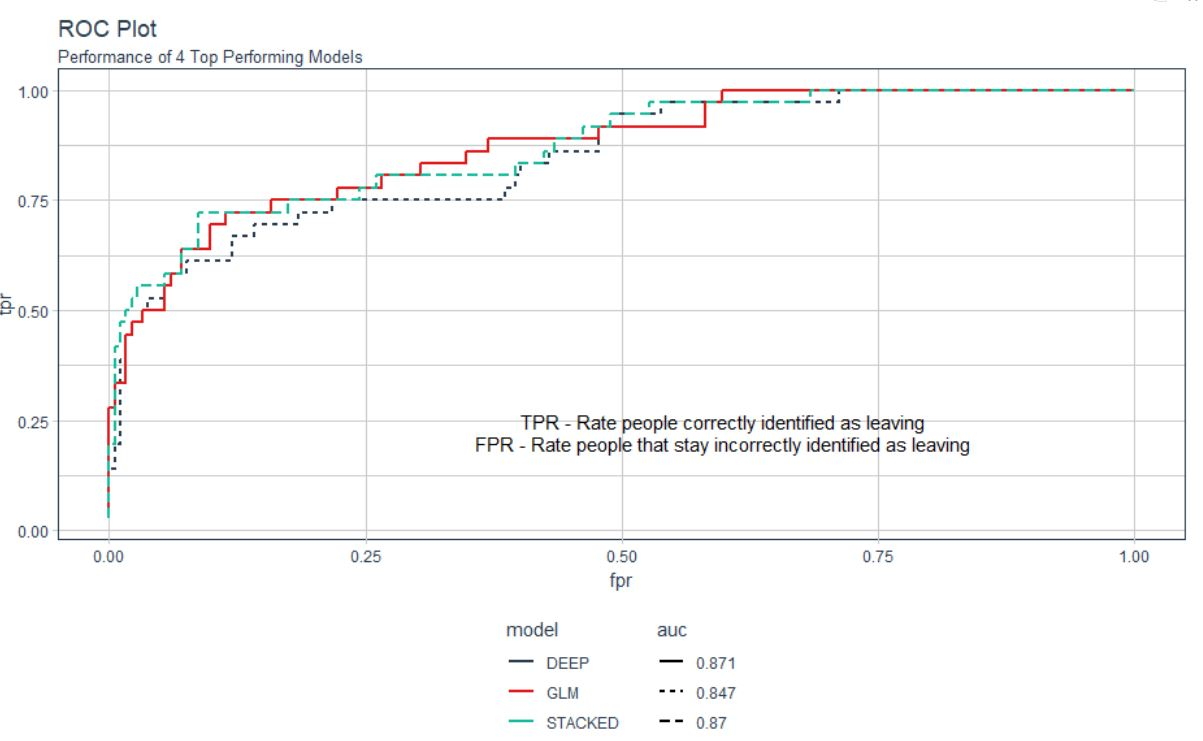 ROC Plot
Performance of 4 Top Performing Models
1.00
0.75
tpr
0.50
0.25
0.00
TPR - Rate people correctly identified as leaving
FPR - Rate people that stay incorrectly identified as leaving
0.00 0.25 0.50 0.75 1.00
fpr
model auc
DEEP 0.871
GLM 0.847
STACKED 0.87